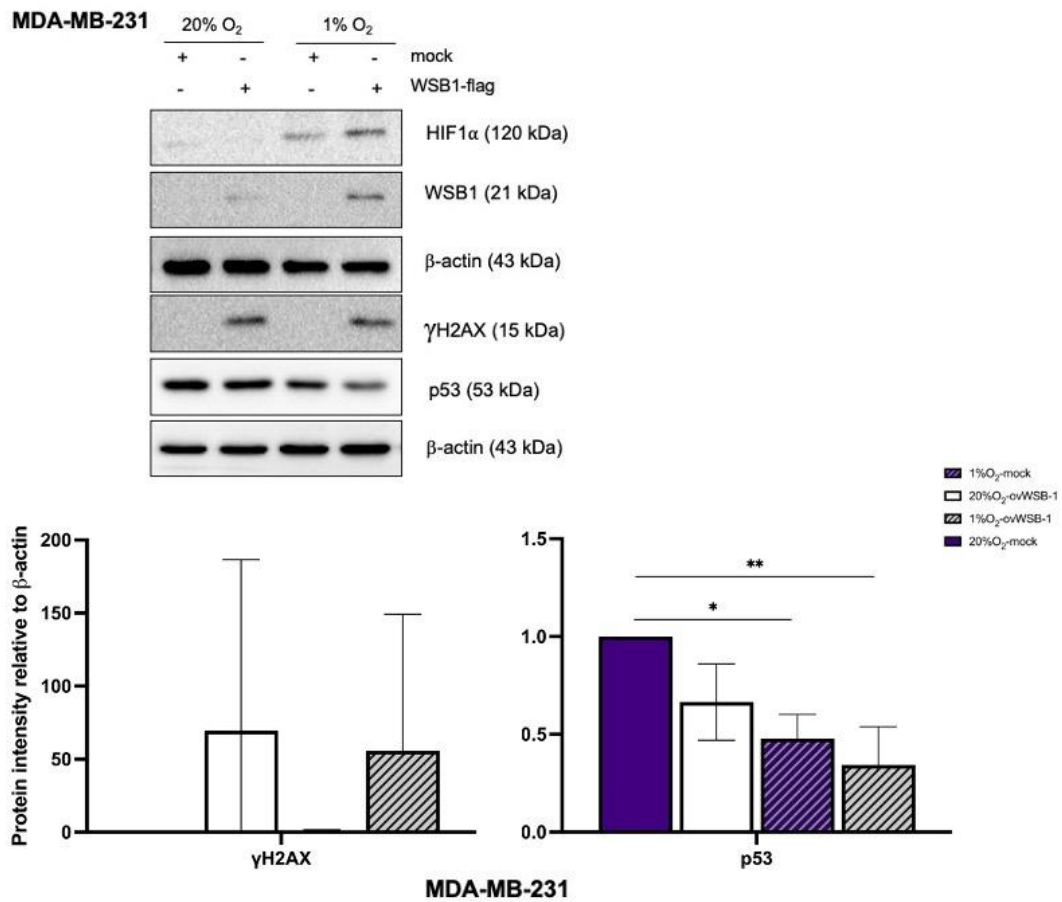 MDA-MB-231
20% O₂ 1% O₂
+ - + - mock
- + - + WSB1-flag
HIF1α (120 kDa)
WSB1 (21 kDa)
β-actin (43 kDa)
γH2AX (15 kDa)
p53 (53 kDa)
β-actin (43 kDa)
1%O₂-mock
20%O₂-ovWSB-1
1%O₂-ovWSB-1
20%O₂-mock
Protein intensity relative to β-actin
200
150
100
50
0
γH2AX
1.5
1.0
0.5
0.0
**
*
p53
MDA-MB-231